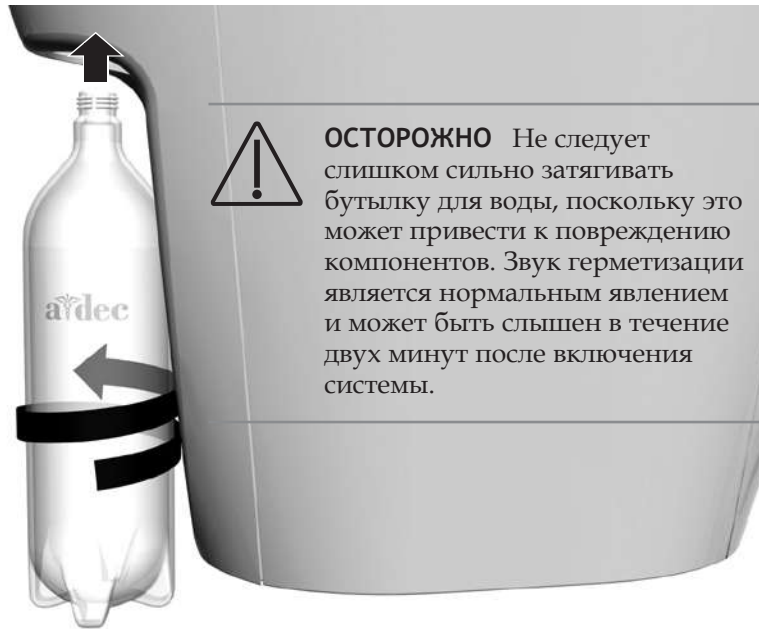 ОСТОРОЖНО Не следует
слишком сильно затягивать
бутылку для воды, поскольку это
может привести к повреждению
компонентов. Звук герметизации
является нормальным явлением
и может быть слышен в течение
двух минут после включения
системы.
a dec